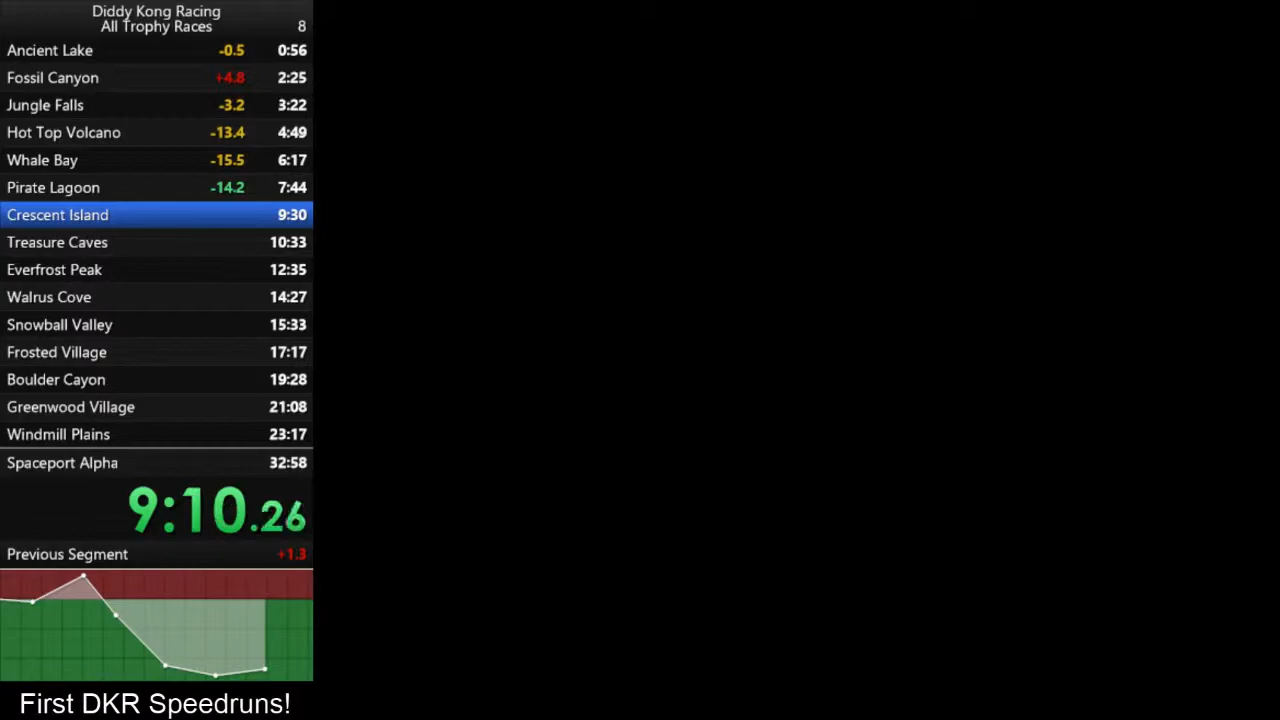 Diddy Kong Racing
All Trophy Races 8
Ancient Lake -0.5 0:56
Fossil Canyon +4.8 2:25
Jungle Falls -3.2 3:22
Hot Top Volcano -13.4 4:49
Whale Bay -15.5 6:17
Pirate Lagoon -14.2 7:44
Crescent Island 9:30
Treasure Caves 10:33
Everfrost Peak 12:35
Walrus Cove 14:27
Snowball Valley 15:33
Frosted Village 17:17
Boulder Cayon 19:28
Greenwood Village 21:08
Windmill Plains 23:17
Spaceport Alpha 32:58
9:10.26
Previous Segment +1.3
First DKR Speedruns!